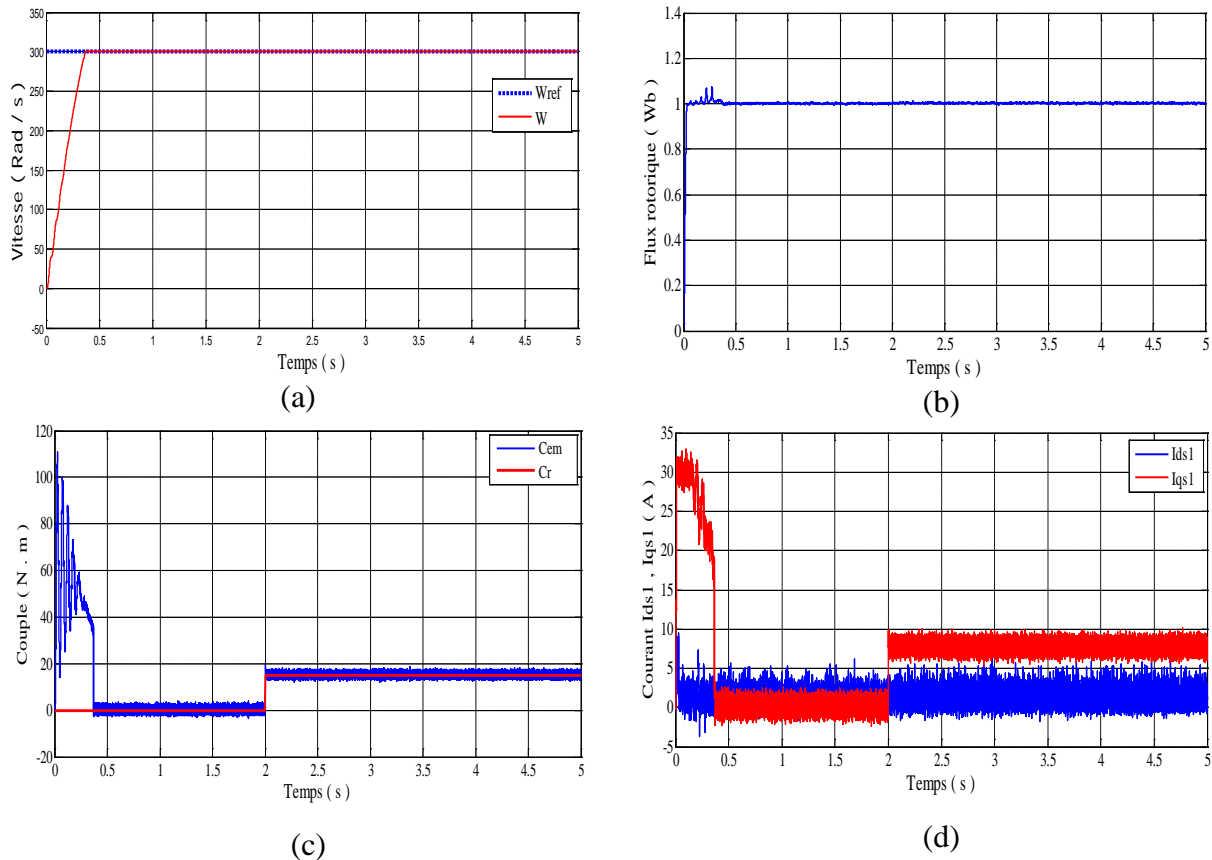 350
300
250
200
150
100
50
0
-50
Vitesse ( Rad / s )
Wref
W
0 0.5 1 1.5 2 2.5 3 3.5 4 4.5 5
Temps ( s )
(a)
1.4
1.2
1
0.8
0.6
0.4
0.2
0
Flux rotorique ( Wb )
0 0.5 1 1.5 2 2.5 3 3.5 4 4.5 5
Temps ( s )
(b)
120
100
80
60
40
20
0
-20
Couple ( N . m )
Cem
Cr
0 0.5 1 1.5 2 2.5 3 3.5 4 4.5 5
Temps ( s )
(c)
35
30
25
20
15
10
5
0
-5
Courant Ids1 , Iqs1 ( A )
Ids1
Iqs1
0 0.5 1 1.5 2 2.5 3 3.5 4 4.5 5
Temps ( s )
(d)